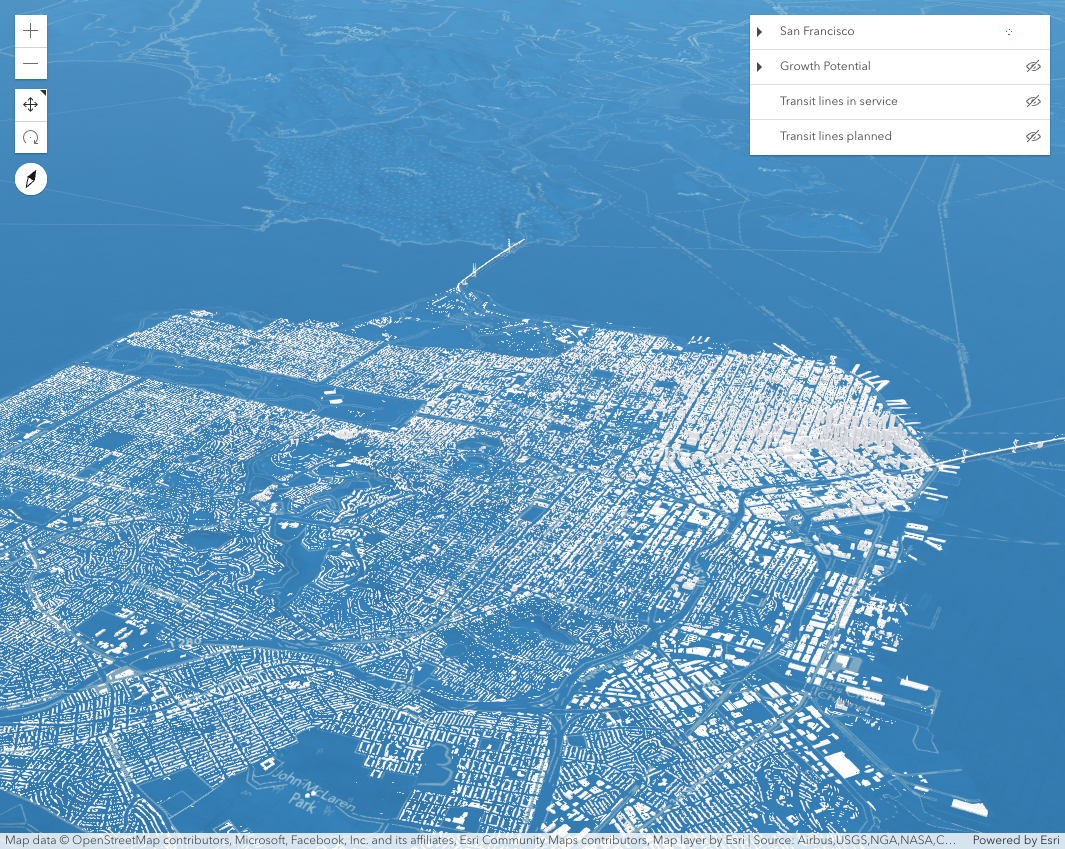 San Francisco
Growth Potential
Transit lines in service
Transit lines planned
John McLaren
Park
Map data © OpenStreetMap contributors, Microsoft, Facebook, Inc. and its affiliates, Esri Community Maps contributors, Map layer by Esri | Source: Airbus,USGS,NGA,NASA,C... Powered by Esri